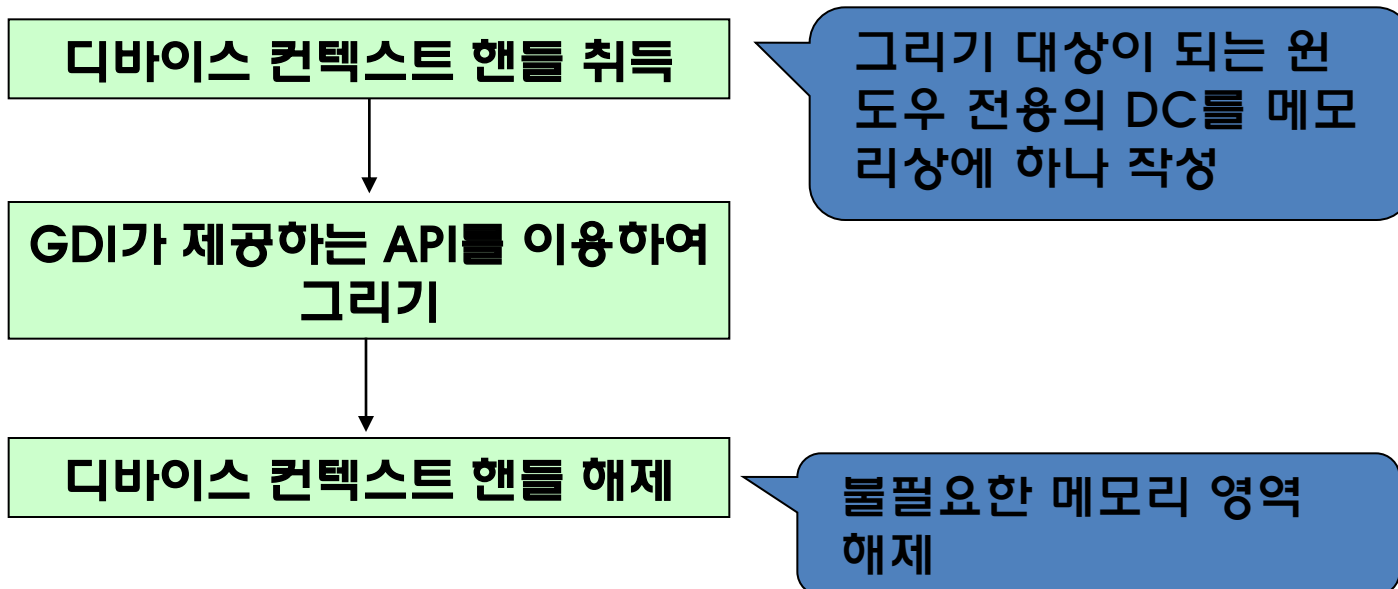 디바이스 컨텍스트 핸들 취득
그리기 대상이 되는 윈
도우 전용의 DC를 메모
리상에 하나 작성
GDI가 제공하는 API를 이용하여
그리기
디바이스 컨텍스트 핸들 해제
불필요한 메모리 영역
해제